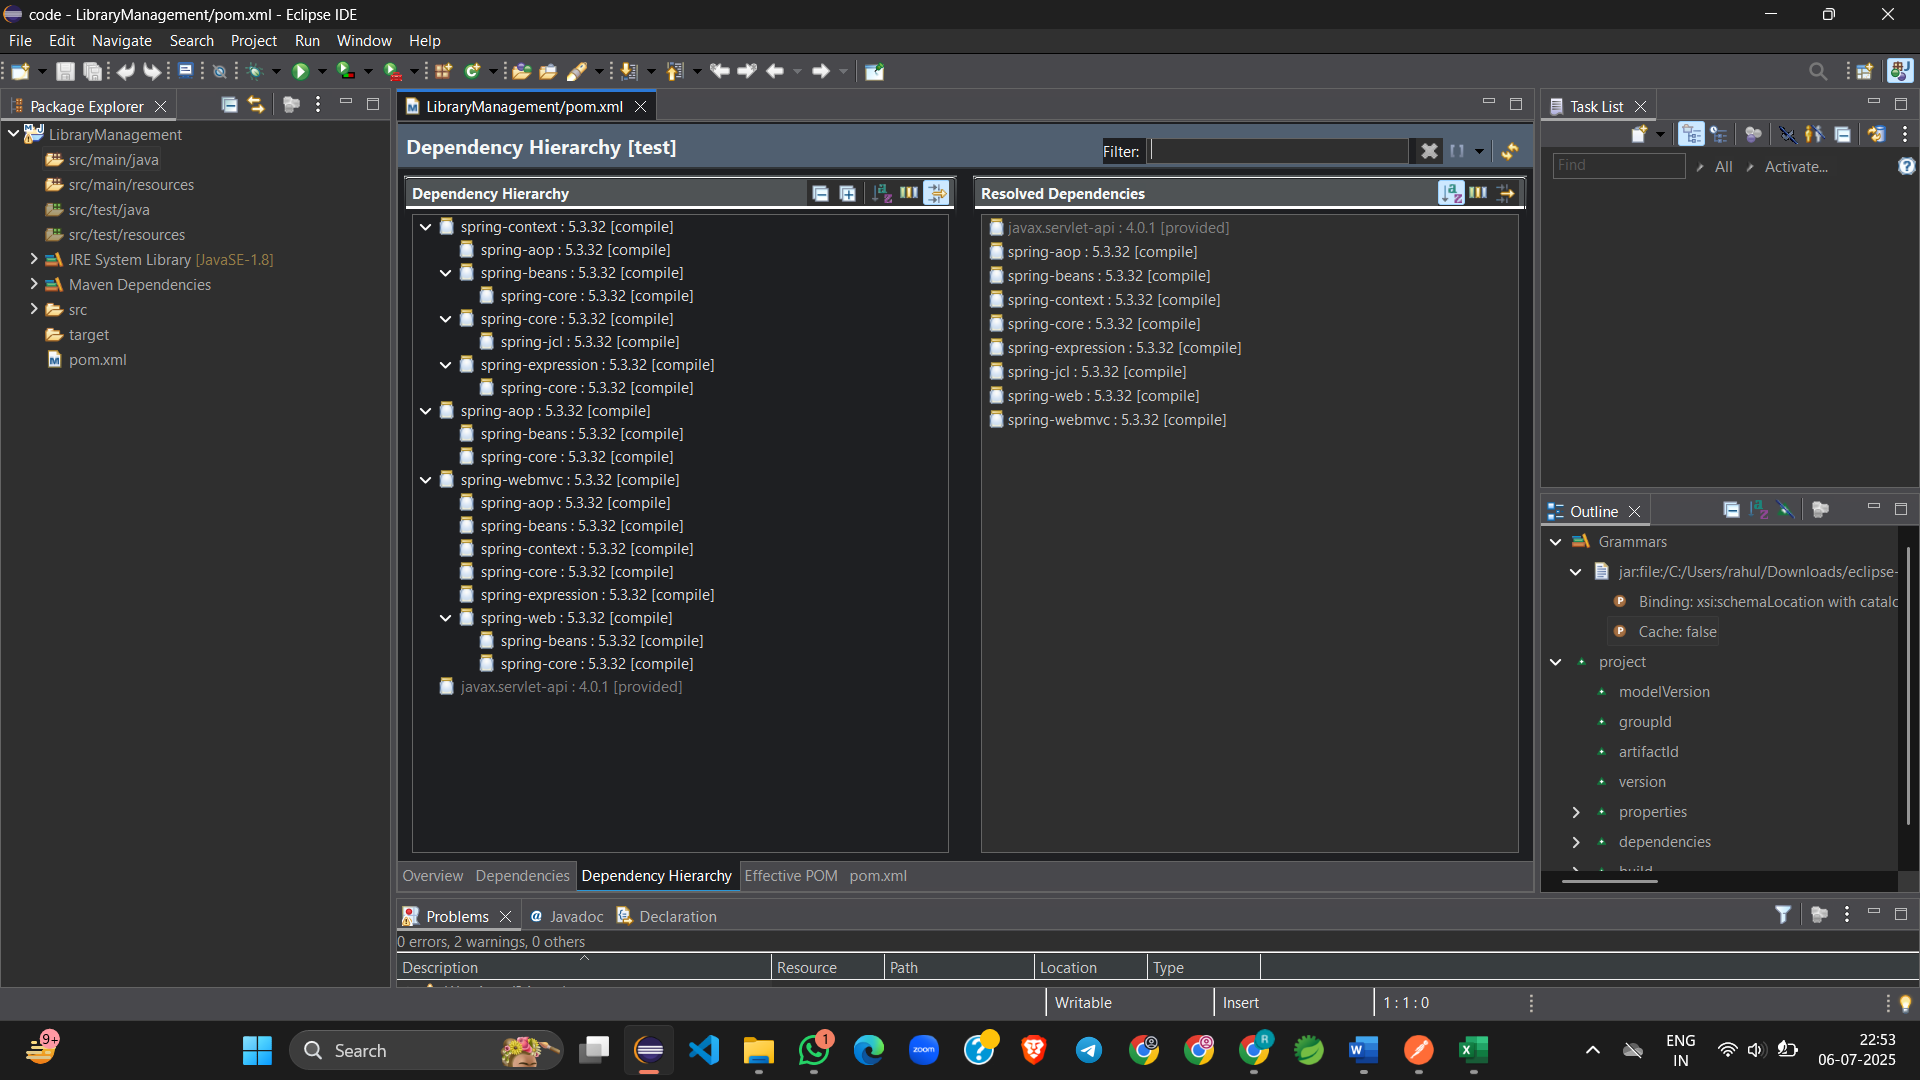 code - LibraryManagement/pom.xml - Eclipse IDE
File Edit Navigate Search Project Run Window Help
Package Explorer
LibraryManagement
src/main/java
src/main/resources
src/test/java
src/test/resources
JRE System Library [JavaSE-1.8]
Maven Dependencies
src
target
pom.xml
LibraryManagement/pom.xml
Dependency Hierarchy [test]
Filter:
Dependency Hierarchy
spring-context : 5.3.32 [compile]
spring-aop : 5.3.32 [compile]
spring-beans : 5.3.32 [compile]
spring-core : 5.3.32 [compile]
spring-core : 5.3.32 [compile]
spring-jcl : 5.3.32 [compile]
spring-expression : 5.3.32 [compile]
spring-core : 5.3.32 [compile]
spring-aop : 5.3.32 [compile]
spring-beans : 5.3.32 [compile]
spring-core : 5.3.32 [compile]
spring-webmvc : 5.3.32 [compile]
spring-aop : 5.3.32 [compile]
spring-beans : 5.3.32 [compile]
spring-context : 5.3.32 [compile]
spring-core : 5.3.32 [compile]
spring-expression : 5.3.32 [compile]
spring-web : 5.3.32 [compile]
spring-beans : 5.3.32 [compile]
spring-core : 5.3.32 [compile]
javax.servlet-api : 4.0.1 [provided]
Resolved Dependencies
javax.servlet-api : 4.0.1 [provided]
spring-aop : 5.3.32 [compile]
spring-beans : 5.3.32 [compile]
spring-context : 5.3.32 [compile]
spring-core : 5.3.32 [compile]
spring-expression : 5.3.32 [compile]
spring-jcl : 5.3.32 [compile]
spring-web : 5.3.32 [compile]
spring-webmvc : 5.3.32 [compile]
Overview Dependencies Dependency Hierarchy Effective POM pom.xml
Task List
Find All Activate...
Outline
Grammars
jar:file:/C:/Users/rahul/Downloads/eclipse-
Binding: xsi:schemaLocation with catalo
Cache: false
project
modelVersion
groupId
artifactId
version
properties
dependencies
build
Problems Javadoc Declaration
0 errors, 2 warnings, 0 others
Description Resource Path Location Type
Writable Insert 1 : 1 : 0
9+
Search
zoom
1
R
ENG
IN
22:53
06-07-2025